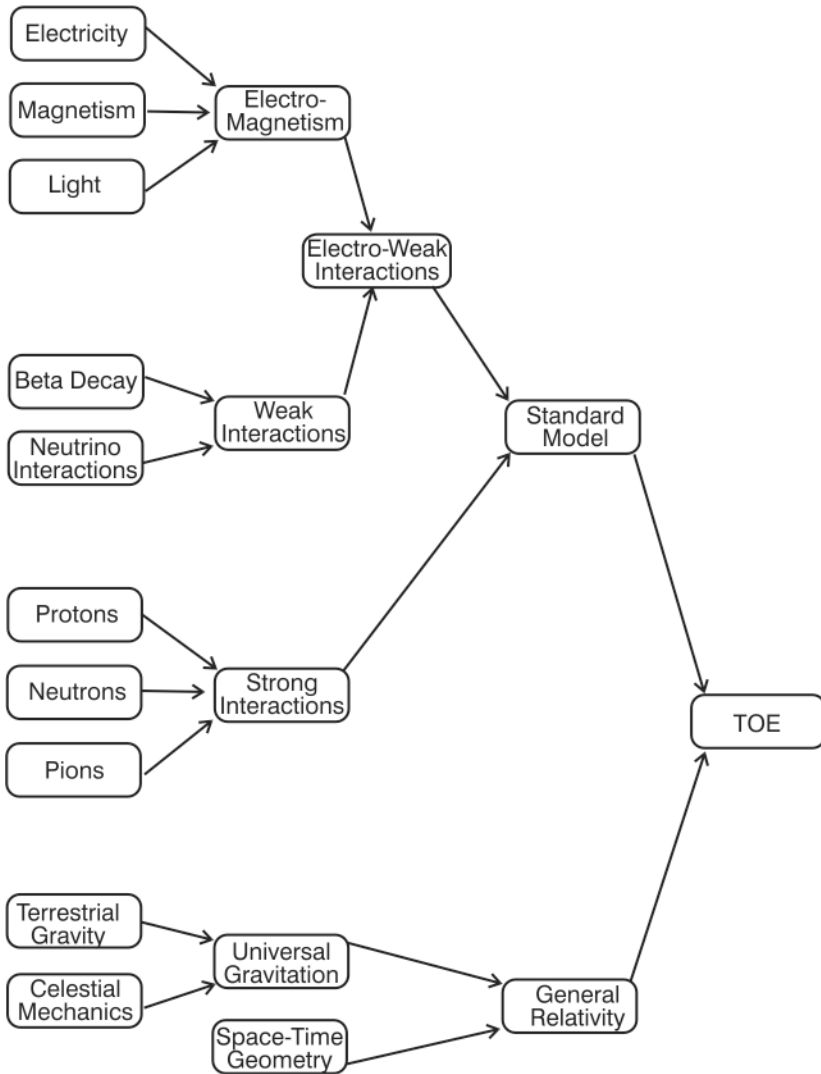 Electricity
Magnetism
Light
Electro-
Magnetism
Electro-Weak
Interactions
Beta Decay
Neutrino
Interactions
Weak
Interactions
Standard
Model
Protons
Neutrons
Pions
Strong
Interactions
TOE
Terrestrial
Gravity
Celestial
Mechanics
Universal
Gravitation
Space-Time
Geometry
General
Relativity